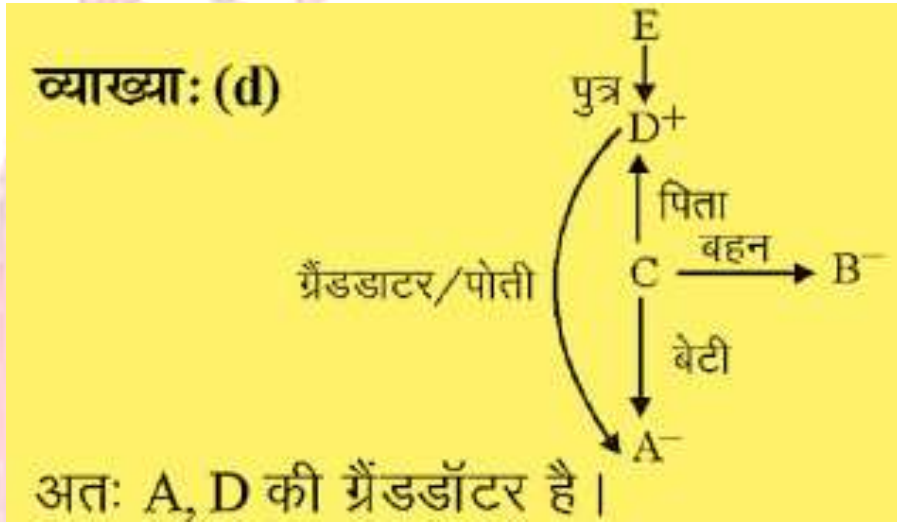 E
व्याख्या: (d)
पुत्र
D+
पिता
बहन
ग्रैंडडाटर/पोती
C
B−
बेटी
A−
अतः A, D की ग्रैंडडॉटर है।